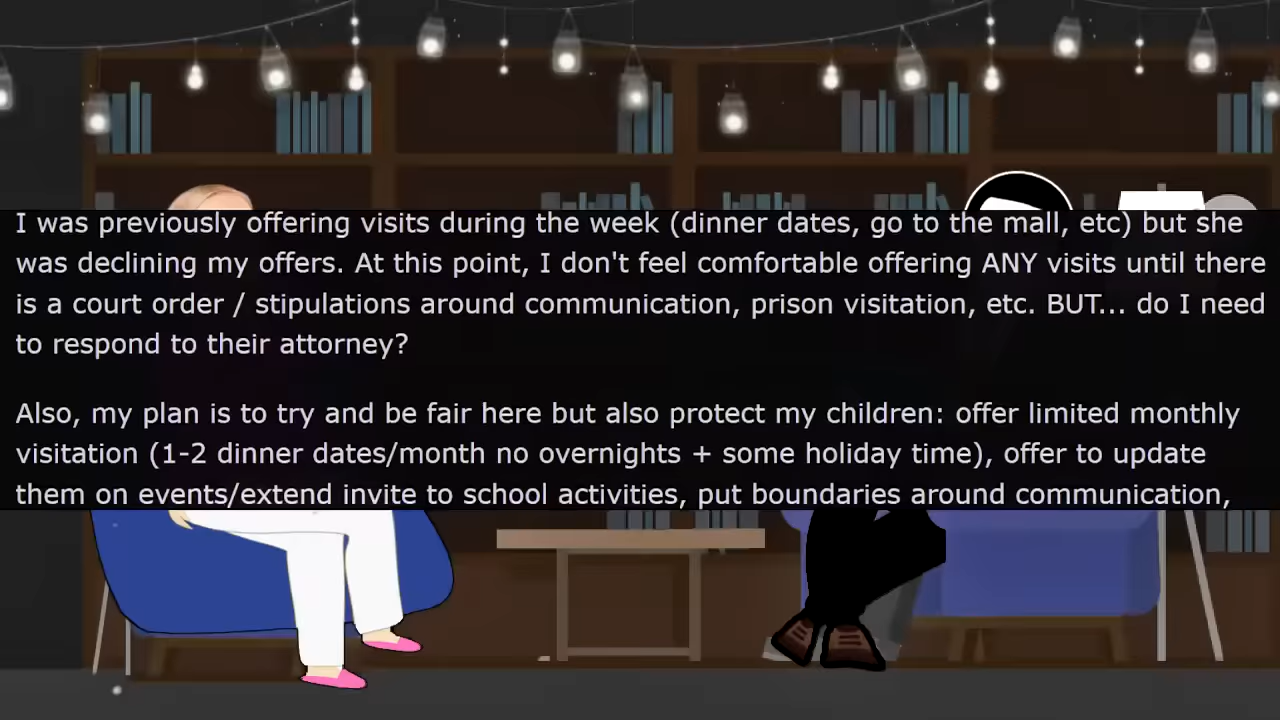 I was previously offering visits during the week (dinner dates, go to the mall, etc) but she
was declining my offers. At this point, I don't feel comfortable offering ANY visits until there
is a court order / stipulations around communication, prison visitation, etc. BUT... do I need
to respond to their attorney?
Also, my plan is to try and be fair here but also protect my children: offer limited monthly
visitation (1-2 dinner dates/month no overnights + some holiday time), offer to update
them on events/extend invite to school activities, put boundaries around communication,